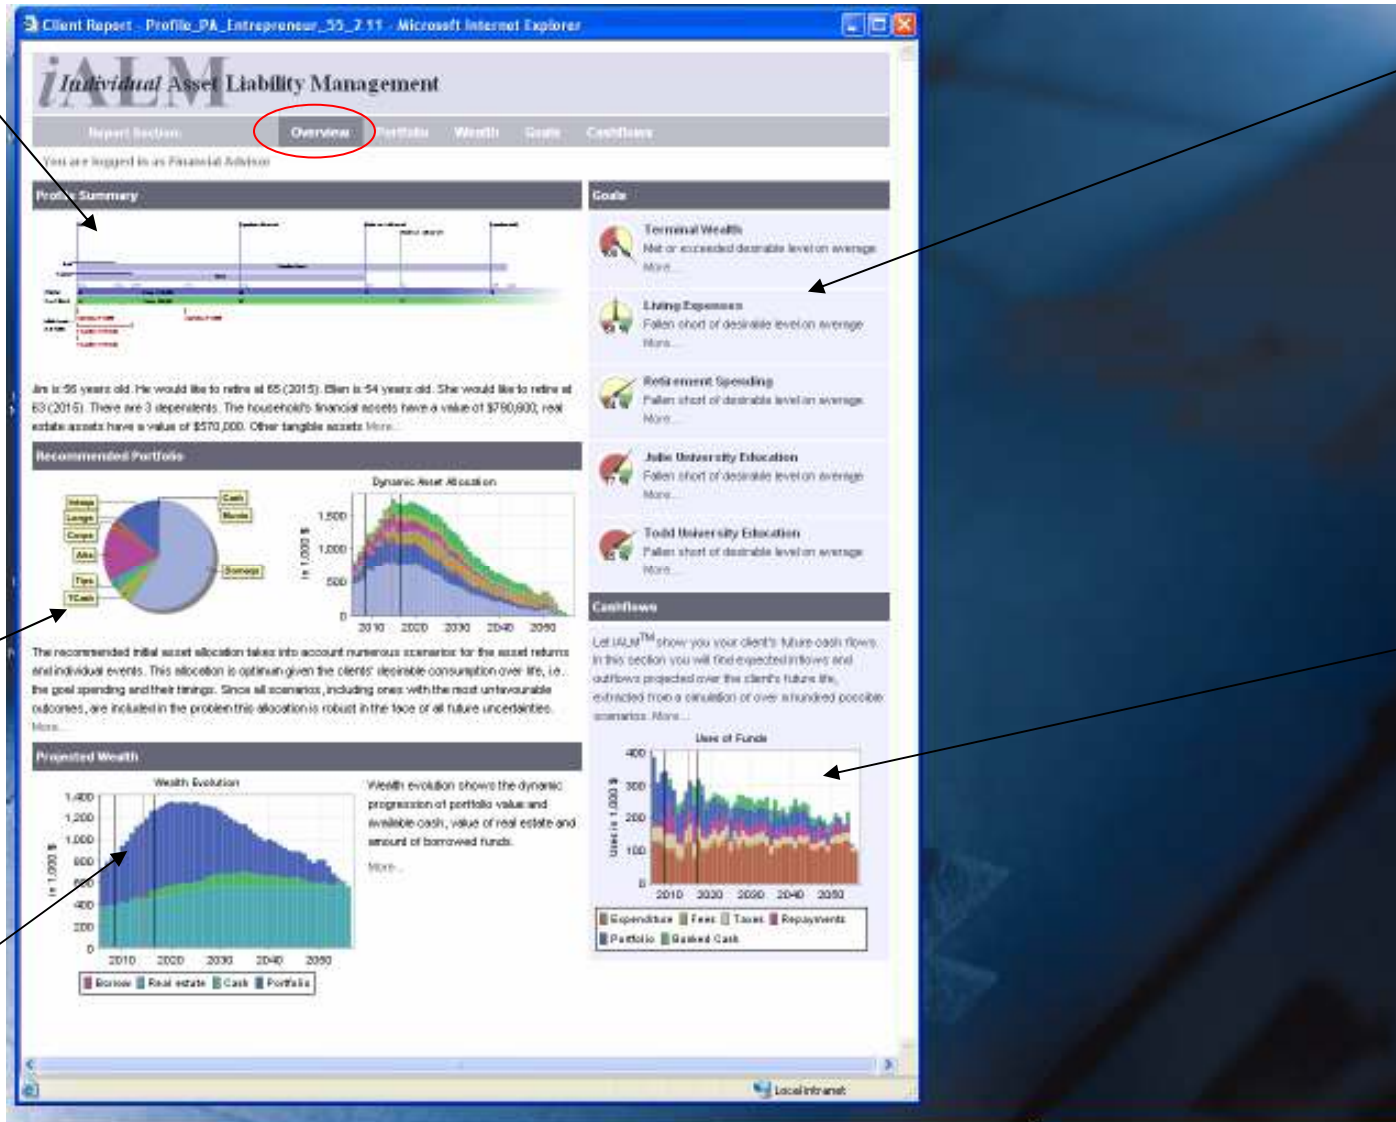 Client Report - Profile_PA_Entrepreneur_55_711 - Microsoft Internet Explorer
iALM
Individual Asset Liability Management
Report Section: Overview Portfolio Wealth Goals Cashflows
You are logged in as Financial Advisor
Profile Summary
Jim is 56 years old. He would like to retire at 65 (2015). Ellen is 54 years old. She would like to retire at
63 (2015). There are 3 dependents. The household's financial assets have a value of $790,600; real
estate assets have a value of $570,000. Other tangible assets More...
Recommended Portfolio
Cash
Corps
Abs
Tips
TCash
Dynamic Asset Allocation
in 1,000 $
1,500
1,000
500
0
2010 2020 2030 2040 2050
The recommended initial asset allocation takes into account numerous scenarios for the asset returns
and individual events. This allocation is optimum given the clients' desirable consumption over life, i.e.
the goal spending and their timings. Since all scenarios, including ones with the most unfavourable
outcomes, are included in the problem this allocation is robust in the face of all future uncertainties.
More...
Projected Wealth
Wealth Evolution
in 1,000 $
1,400
1,200
1,000
800
600
400
200
0
2010 2020 2030 2040 2050
Borrow Real estate Cash Portfolio
Wealth evolution shows the dynamic
progression of portfolio value and
available cash, value of real estate and
amount of borrowed funds.
More...
Goals
Terminal Wealth
Met or exceeded desirable level on average
More...
Living Expenses
Fallen short of desirable level on average
More...
Retirement Spending
Fallen short of desirable level on average
More...
Julie University Education
Fallen short of desirable level on average
More...
Todd University Education
Fallen short of desirable level on average
More...
Cashflows
Let iALM™ show you your client's future cash flows.
In this section you will find expected inflows and
outflows projected over the client's future life,
extracted from a simulation of over a hundred possible
scenarios. More...
Uses of Funds
Uses in 1,000 $
400
300
200
100
0
2010 2020 2030 2040 2050
Expenditure Fees Taxes Repayments
Portfolio Banked Cash
Local intranet